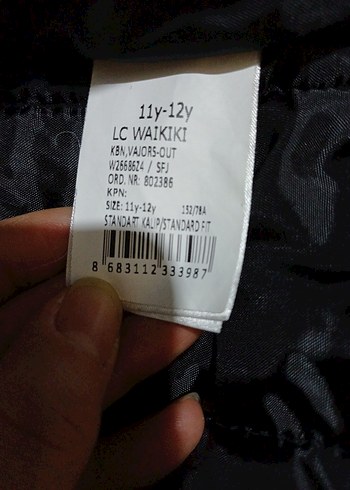 11y-12y
LC WAIKIKI
KBN,VAJORS-OUT
W26686Z4 / SFJ
ORD. NR: 802386
KPN:
SIZE: 11y-12y 152/78A
STANDART KALIP/STANDARD FIT
8 683112 333987